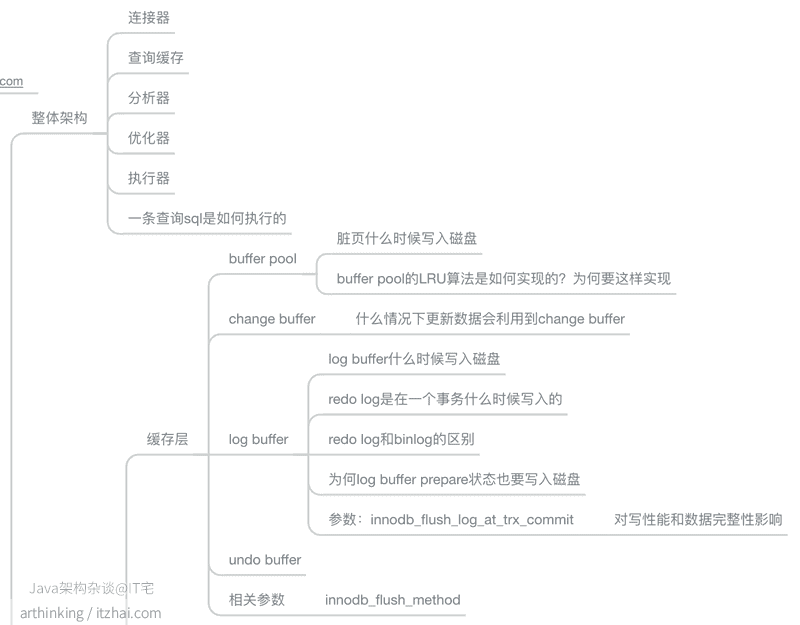 连接器
查询缓存
com
分析器
整体架构
优化器
执行器
一条查询sql是如何执行的
脏页什么时候写入磁盘
buffer pool
buffer pool的LRU算法是如何实现的？为何要这样实现
change buffer
什么情况下更新数据会利用到change buffer
log buffer什么时候写入磁盘
redo log是在一个事务什么时候写入的
缓存层
log buffer
redo log和binlog的区别
为何log buffer prepare状态也要写入磁盘
参数：innodb_flush_log_at_trx_commit
对写性能和数据完整性影响
undo buffer
相关参数
innodb_flush_method
Java架构杂谈@IT宅
arthinking / itzhai.com